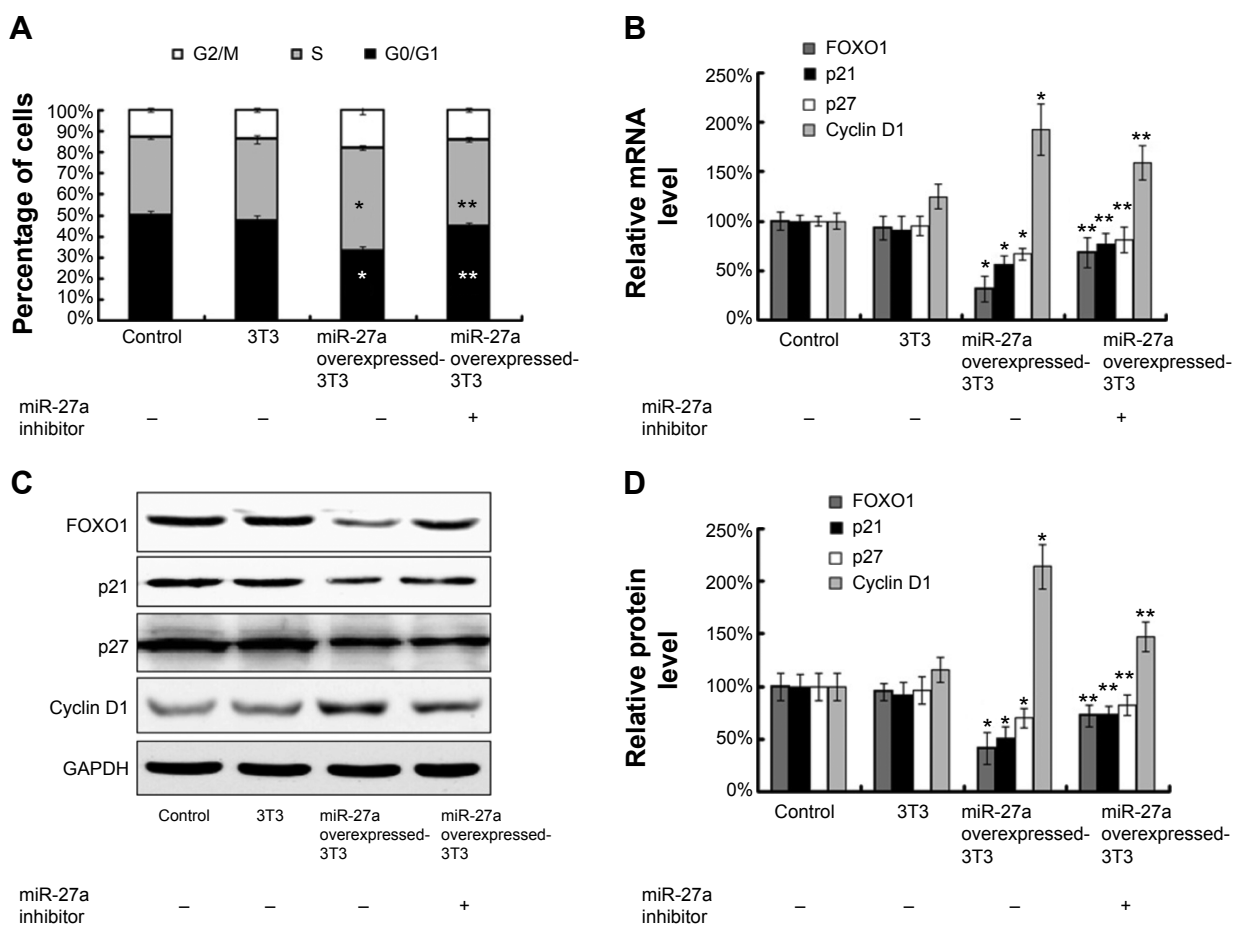 A
G2/M S G0/G1
Percentage of cells
100%
90%
80%
70%
60%
50%
40%
30%
20%
10%
0%
*
*
**
**
Control 3T3 miR-27a miR-27a
overexpressed- overexpressed-
3T3 3T3
miR-27a
inhibitor – – – +
B
FOXO1
p21
p27
Cyclin D1
Relative mRNA
level
250%
200%
150%
100%
50%
0%
* * * *
** ** ** **
Control 3T3 miR-27a miR-27a
overexpressed- overexpressed-
3T3 3T3
miR-27a
inhibitor – – – +
C
FOXO1
p21
p27
Cyclin D1
GAPDH
Control 3T3 miR-27a miR-27a
overexpressed- overexpressed-
3T3 3T3
miR-27a
inhibitor – – – +
D
FOXO1
p21
p27
Cyclin D1
Relative protein
level
250%
200%
150%
100%
50%
0%
* * * *
** ** ** **
Control 3T3 miR-27a miR-27a
overexpressed- overexpressed-
3T3 3T3
miR-27a
inhibitor – – – +